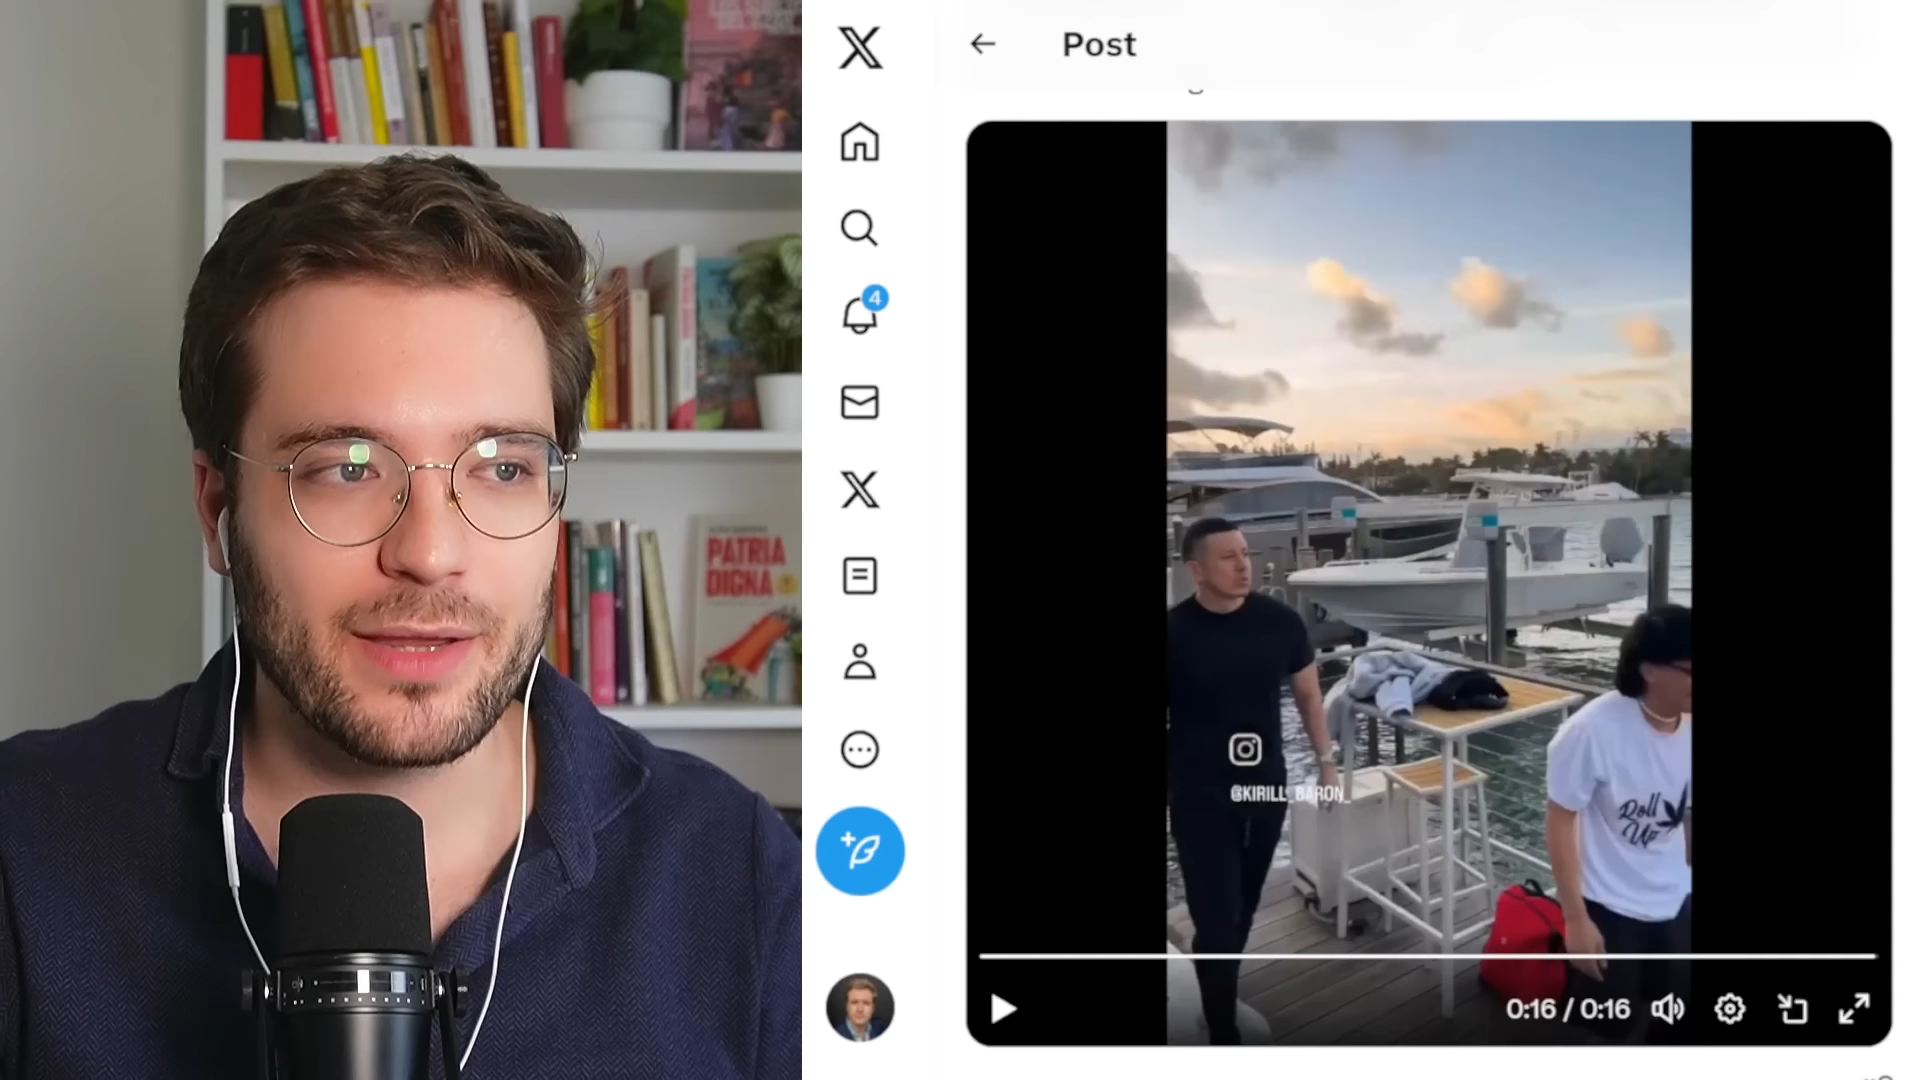 PATRIA
DIGNA
Post
4
@KIRILL_BARON_
Roll
Up
0:16 / 0:16